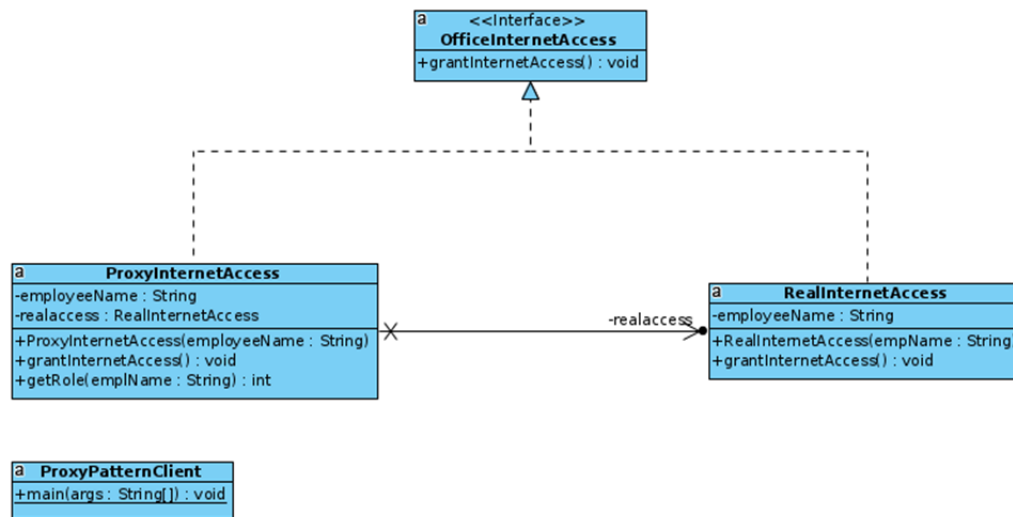 a
<<Interface>>
OfficeInternetAccess
+grantInternetAccess() : void
a
ProxyInternetAccess
-employeeName : String
-realaccess : RealInternetAccess
+ProxyInternetAccess(employeeName : String)
+grantInternetAccess() : void
+getRole(emplName : String) : int
-realaccess
a
RealInternetAccess
-employeeName : String
+RealInternetAccess(empName : String)
+grantInternetAccess() : void
a
ProxyPatternClient
+main(args : String[]) : void